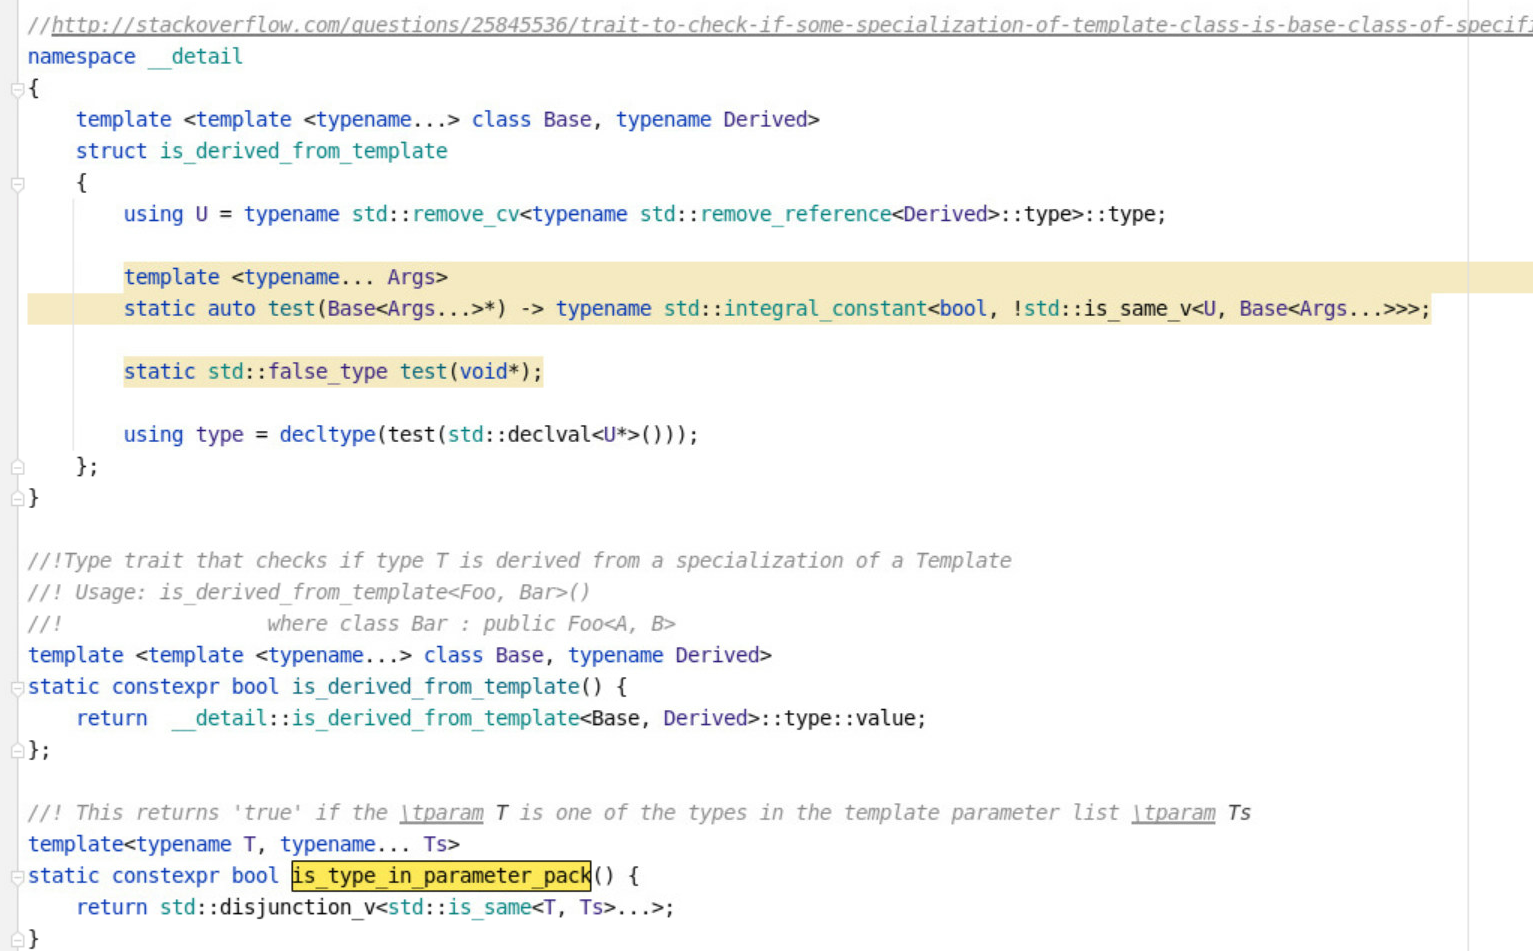 //http://stackoverflow.com/questions/25845536/trait-to-check-if-some-specialization-of-template-class-is-base-class-of-specifi
namespace __detail
{
    template <template <typename...> class Base, typename Derived>
    struct is_derived_from_template
    {
        using U = typename std::remove_cv<typename std::remove_reference<Derived>::type>::type;
        template <typename... Args>
        static auto test(Base<Args...>*) -> typename std::integral_constant<bool, !std::is_same_v<U, Base<Args...>>>;
        static std::false_type test(void*);
        using type = decltype(test(std::declval<U*>()));
    };
}
//!Type trait that checks if type T is derived from a specialization of a Template
//! Usage: is_derived_from_template<Foo, Bar>()
//!                 where class Bar : public Foo<A, B>
template <template <typename...> class Base, typename Derived>
static constexpr bool is_derived_from_template() {
    return  __detail::is_derived_from_template<Base, Derived>::type::value;
};
//! This returns 'true' if the \tparam T is one of the types in the template parameter list \tparam Ts
template<typename T, typename... Ts>
static constexpr bool is_type_in_parameter_pack() {
    return std::disjunction_v<std::is_same<T, Ts>...>;
}